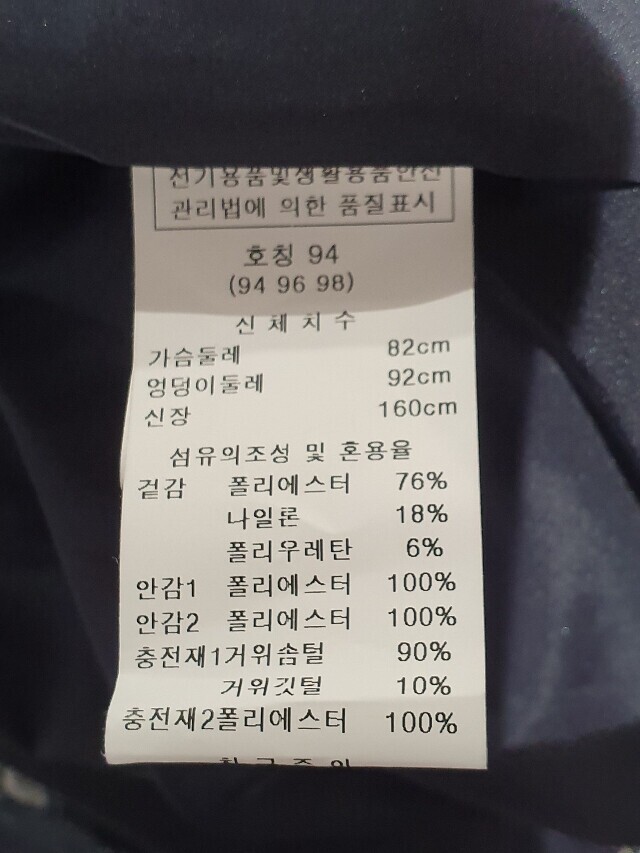 전기용품및생활용품안전
관리법에 의한 품질표시
호칭 94
(94 96 98)
신체치수
가슴둘레 82cm
엉덩이둘레 92cm
신장 160cm
섬유의조성 및 혼용율
겉감 폴리에스터 76%
나일론 18%
폴리우레탄 6%
안감1 폴리에스터 100%
안감2 폴리에스터 100%
충전재1거위솜털 90%
거위깃털 10%
충전재2폴리에스터 100%